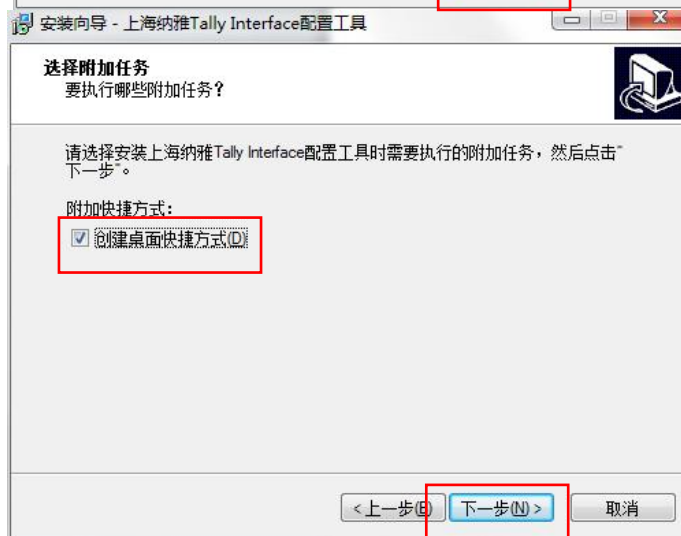 安装向导 - 上海纳雅Tally Interface配置工具
选择附加任务
要执行哪些附加任务?
请选择安装上海纳雅Tally Interface配置工具时需要执行的附加任务，然后点击“
下一步”。
附加快捷方式:
创建桌面快捷方式(D)
<上一步(B) 下一步(N) > 取消